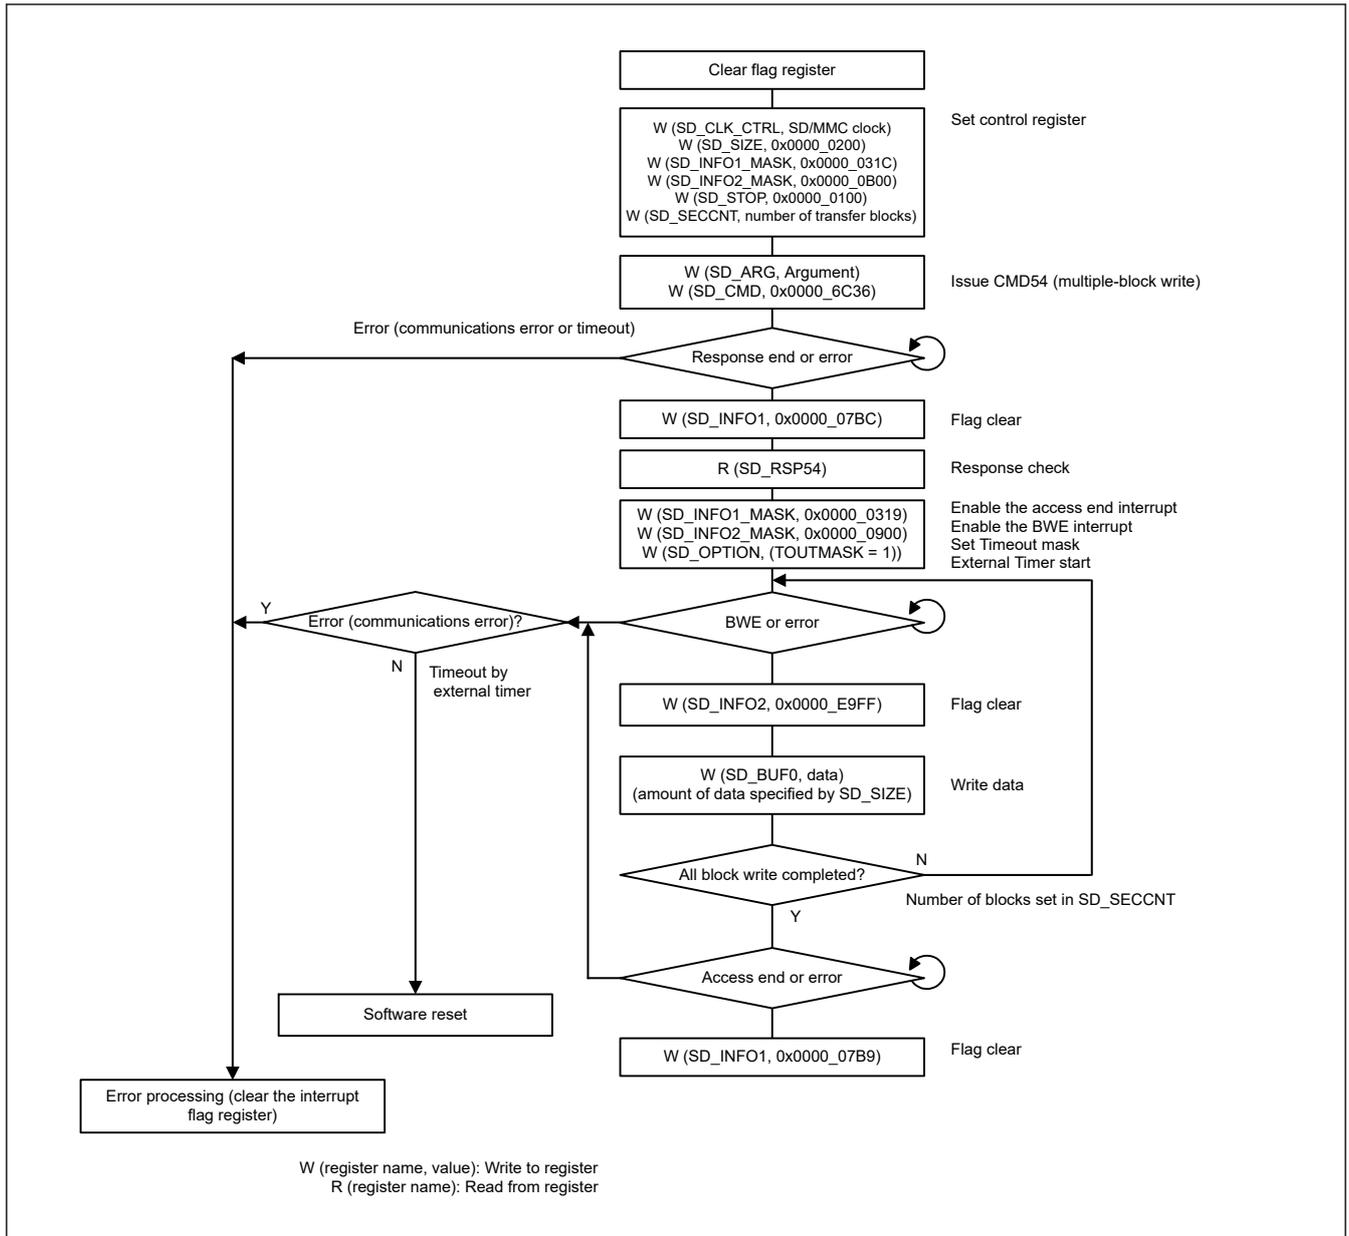 Clear flag register
W (SD_CLK_CTRL, SD/MMC clock)
W (SD_SIZE, 0x0000_0200)
W (SD_INFO1_MASK, 0x0000_031C)
W (SD_INFO2_MASK, 0x0000_0B00)
W (SD_STOP, 0x0000_0100)
W (SD_SECCNT, number of transfer blocks)
Set control register
W (SD_ARG, Argument)
W (SD_CMD, 0x0000_6C36)
Issue CMD54 (multiple-block write)
Error (communications error or timeout)
Response end or error
W (SD_INFO1, 0x0000_07BC)
Flag clear
R (SD_RSP54)
Response check
W (SD_INFO1_MASK, 0x0000_0319)
W (SD_INFO2_MASK, 0x0000_0900)
W (SD_OPTION, (TOUTMASK = 1))
Enable the access end interrupt
Enable the BWE interrupt
Set Timeout mask
External Timer start
Y
Error (communications error)?
BWE or error
N
Timeout by
external timer
W (SD_INFO2, 0x0000_E9FF)
Flag clear
W (SD_BUF0, data)
(amount of data specified by SD_SIZE)
Write data
All block write completed?
N
Number of blocks set in SD_SECCNT
Y
Access end or error
Software reset
W (SD_INFO1, 0x0000_07B9)
Flag clear
Error processing (clear the interrupt
flag register)
W (register name, value): Write to register
R (register name): Read from register